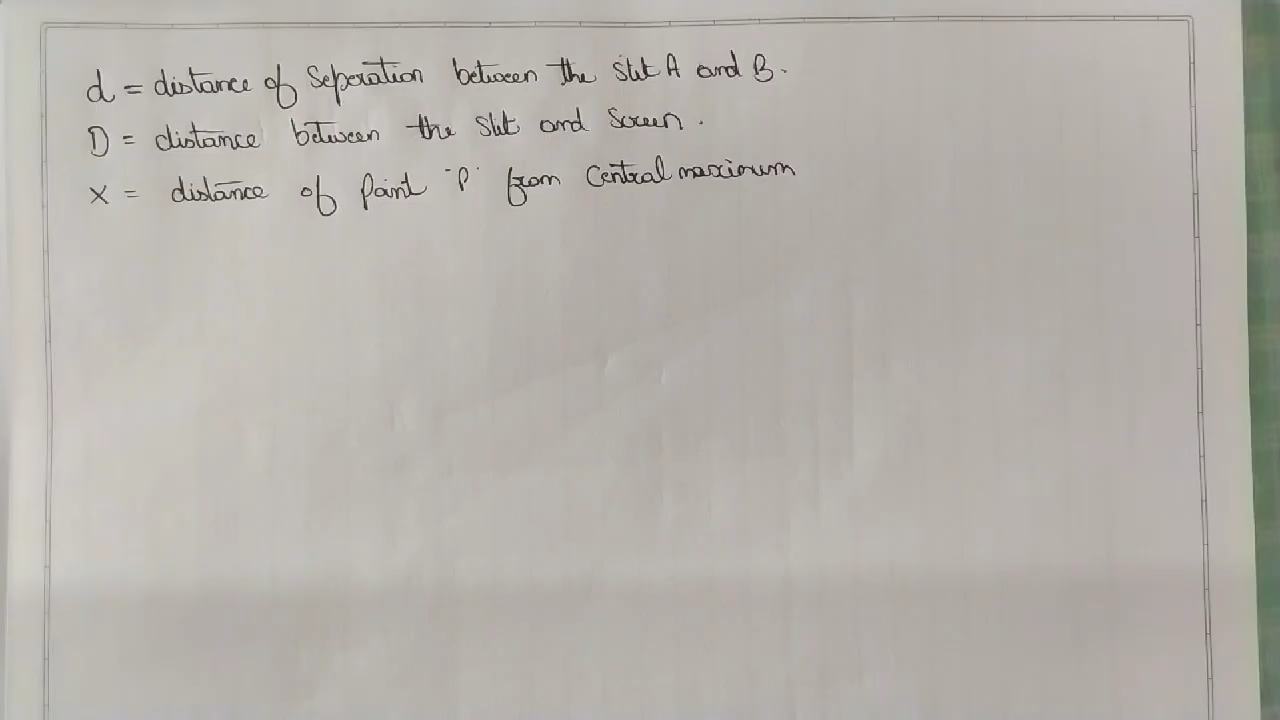 d = distance of Seperation between the slit A and B.
D = distance between the slit and Screen.
x = distance of Point "P" from Central maximum